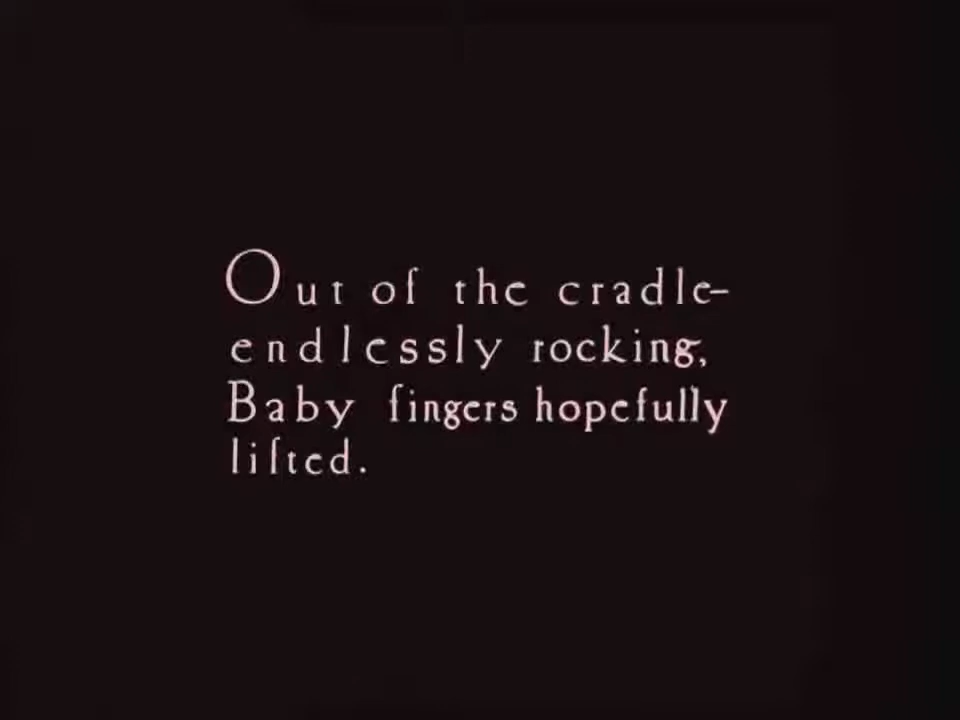 Out of the cradle-
endlessly rocking,
Baby fingers hopefully
lifted.